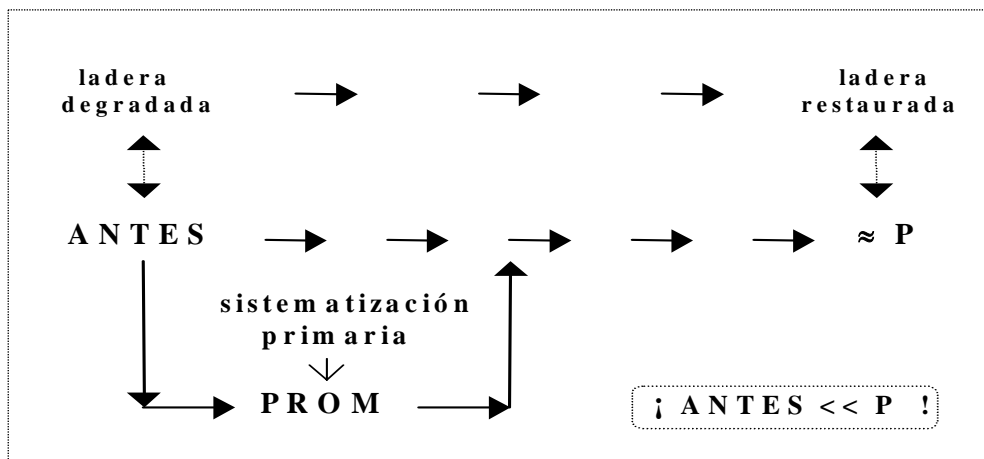 ladera
degradada
ladera
restaurada
ANTES
≈ P
sistematización
primaria
PROM
¡ ANTES << P !